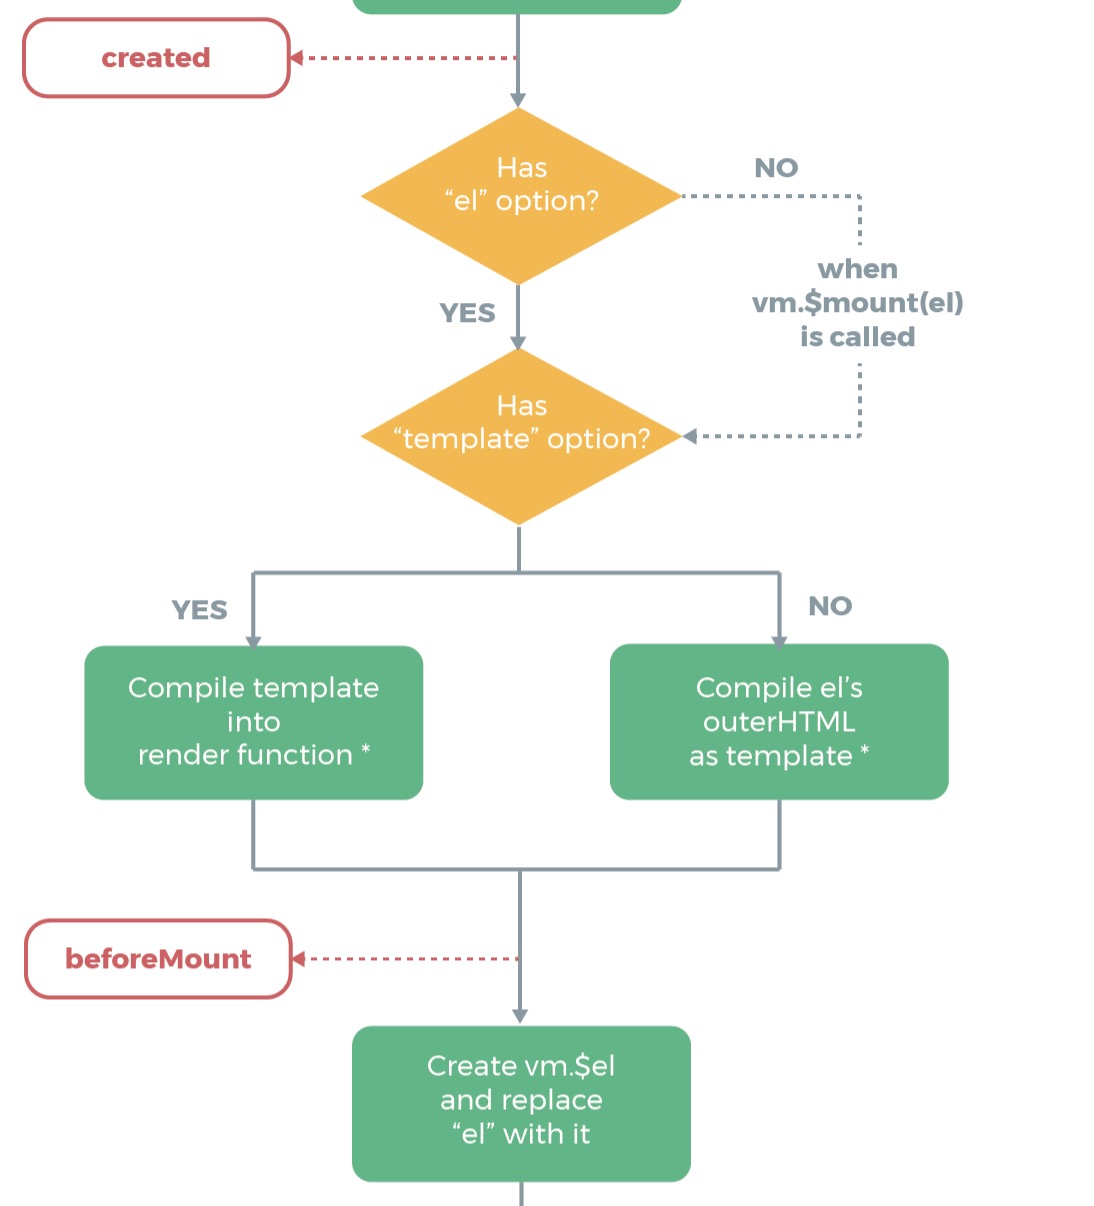 created
Has
“el” option?
NO
when
vm.$mount(el)
is called
YES
Has
“template” option?
YES
NO
Compile template
into
render function *
Compile el’s
outerHTML
as template *
beforeMount
Create vm.$el
and replace
“el” with it